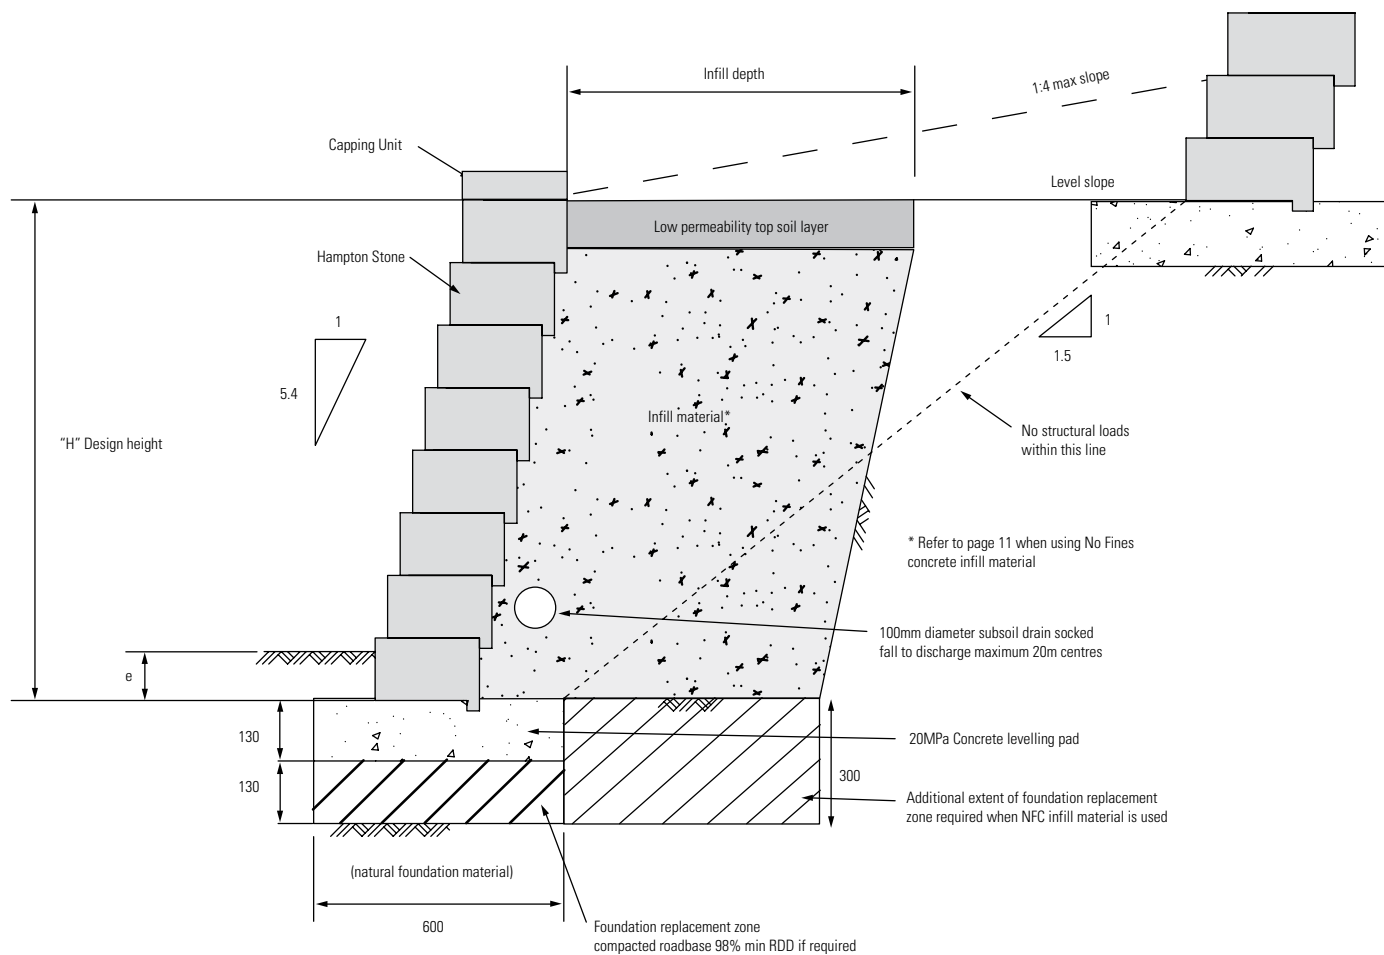 Infill depth
1:4 max slope
Capping Unit
Level slope
Low permeability top soil layer
Hampton Stone
1
5.4
1
1.5
Infill material*
"H" Design height
No structural loads
within this line
* Refer to page 11 when using No Fines
concrete infill material
100mm diameter subsoil drain socked
fall to discharge maximum 20m centres
e
130
20MPa Concrete levelling pad
130
300
Additional extent of foundation replacement
zone required when NFC infill material is used
(natural foundation material)
600
Foundation replacement zone
compacted roadbase 98% min RDD if required